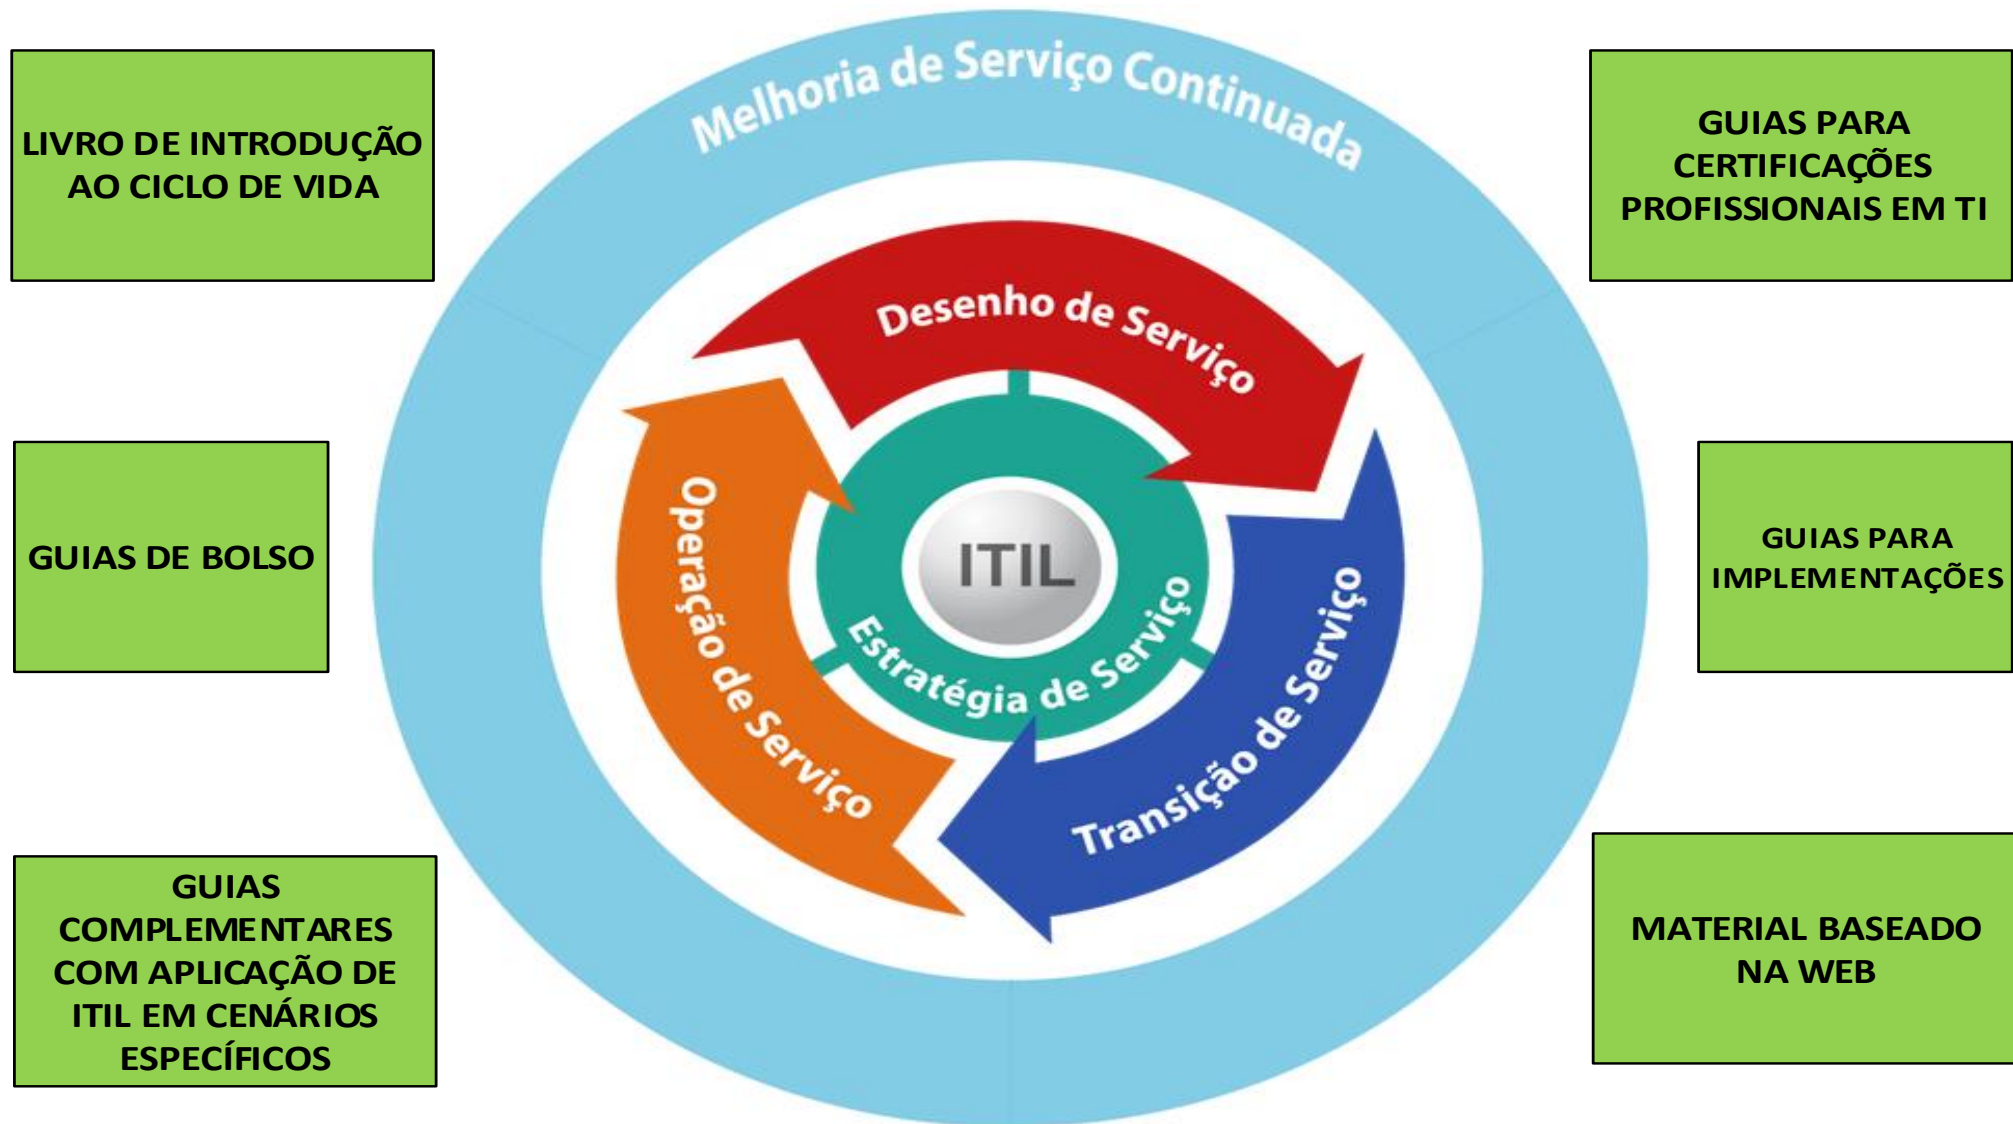 Melhoria de Serviço Continuada
LIVRO DE INTRODUÇÃO
AO CICLO DE VIDA
GUIAS PARA
CERTIFICAÇÕES
PROFISSIONAIS EM TI
Desenho de Serviço
GUIAS DE BOLSO
Operação de Serviço
ITIL
Estratégia de Serviço
Transição de Serviço
GUIAS PARA
IMPLEMENTAÇÕES
GUIAS
COMPLEMENTARES
COM APLICAÇÃO DE
ITIL EM CENÁRIOS
ESPECÍFICOS
MATERIAL BASEADO
NA WEB